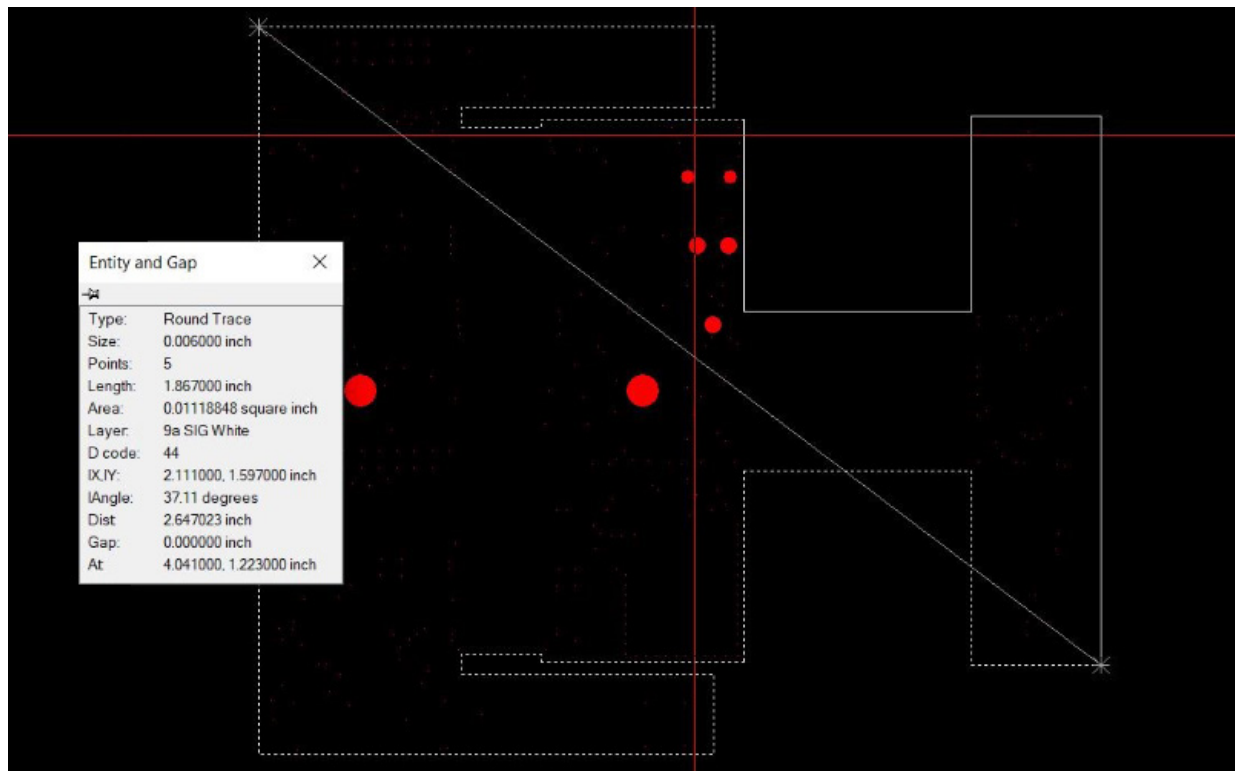 Entity and Gap
Type: Round Trace
Size: 0.006000 inch
Points: 5
Length: 1.867000 inch
Area: 0.01118848 square inch
Layer: 9a SIG White
D code: 44
IX,IY: 2.111000, 1.597000 inch
IAngle: 37.11 degrees
Dist: 2.647023 inch
Gap: 0.000000 inch
At: 4.041000, 1.223000 inch